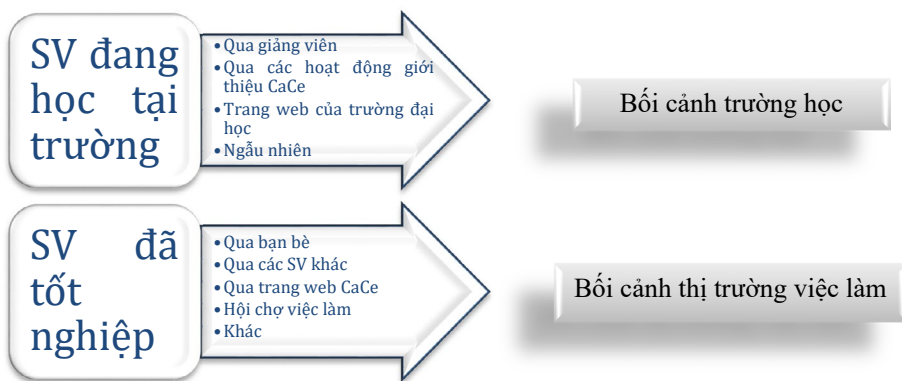 SV đang
học tại
trường
• Qua giảng viên
• Qua các hoạt động giới
thiệu CaCe
• Trang web của trường đại
học
• Ngẫu nhiên
Bối cảnh trường học
SV đã
tốt
nghiệp
• Qua bạn bè
• Qua các SV khác
• Qua trang web CaCe
• Hội chợ việc làm
• Khác
Bối cảnh thị trường việc làm